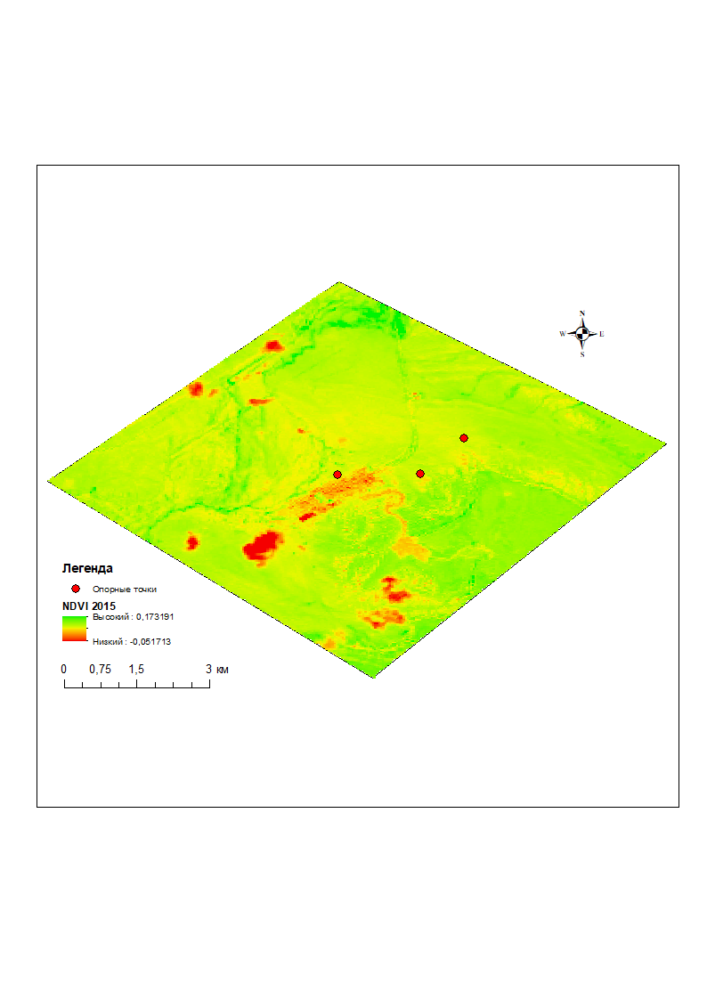 N
W E
S
Легенда
Опорные точки
NDVI 2015
Высокий : 0,173191
Низкий : -0,051713
0 0,75 1,5 3 км